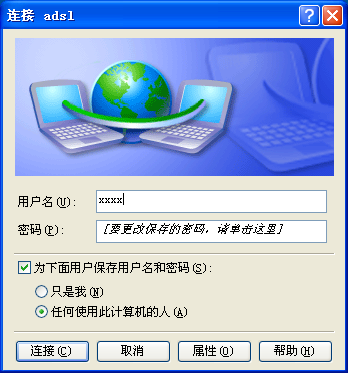 连接 adsl
用户名(U): xxxx
密码(P): [要更改保存的密码，请单击这里]
为下面用户保存用户名和密码(S):
只是我(N)
任何使用此计算机的人(A)
连接(C) 取消 属性(O) 帮助(H)